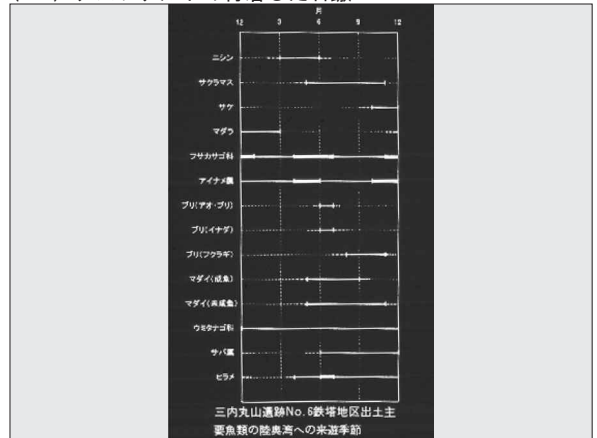 月
12 3 6 9 12
ニシン
サクラマス
サケ
マダラ
フサカサゴ科
アイナメ属
ブリ(アオ・ブリ)
ブリ(イナダ)
ブリ(フクラギ)
マダイ(成魚)
マダイ(未成魚)
ウミタナゴ科
サバ属
ヒラメ
三内丸山遺跡No.6鉄塔地区出土主
要魚類の陸奥湾への来遊季節